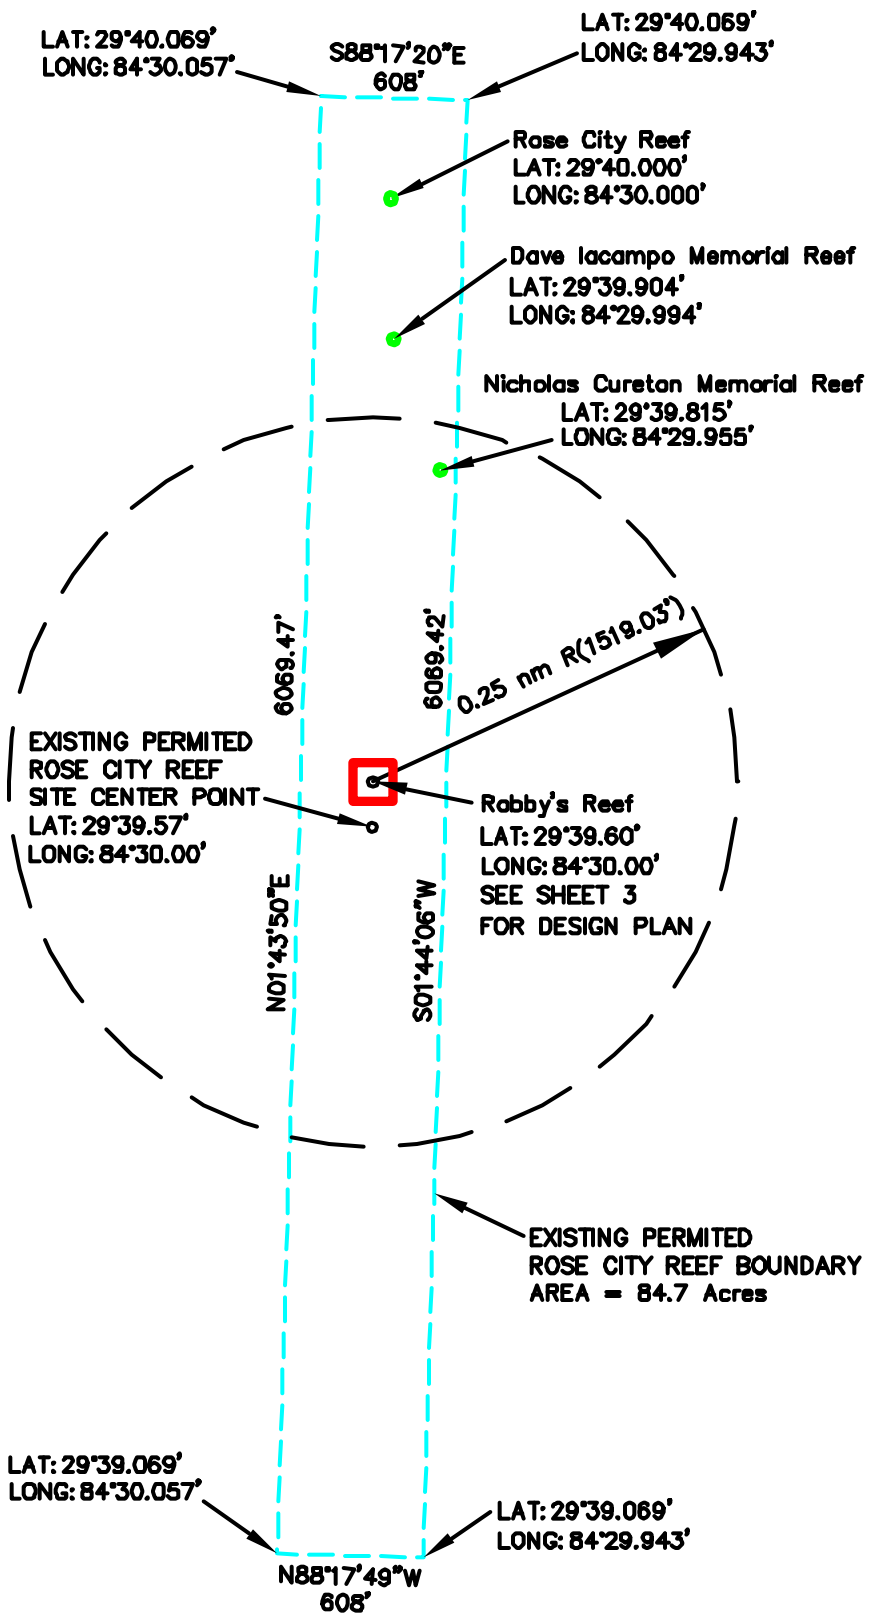 LAT: 29°40.069'
LONG: 84°30.057'
S88°17'20"E
608'
LAT: 29°40.069'
LONG: 84°29.943'
Rose City Reef
LAT: 29°40.000'
LONG: 84°30.000'
Dave Iacampo Memorial Reef
LAT: 29°39.904'
LONG: 84°29.994'
Nicholas Cureton Memorial Reef
LAT: 29°39.815'
LONG: 84°29.955'
6069.47'
6069.42'
0.25 nm R(1519.03')
EXISTING PERMITED
ROSE CITY REEF
SITE CENTER POINT
LAT: 29°39.57'
LONG: 84°30.00'
Robby's Reef
LAT: 29°39.60'
LONG: 84°30.00'
SEE SHEET 3
FOR DESIGN PLAN
N01°43'50"E
S01°44'06"W
EXISTING PERMITED
ROSE CITY REEF BOUNDARY
AREA = 84.7 Acres
LAT: 29°39.069'
LONG: 84°30.057'
LAT: 29°39.069'
LONG: 84°29.943'
N88°17'49"W
608'